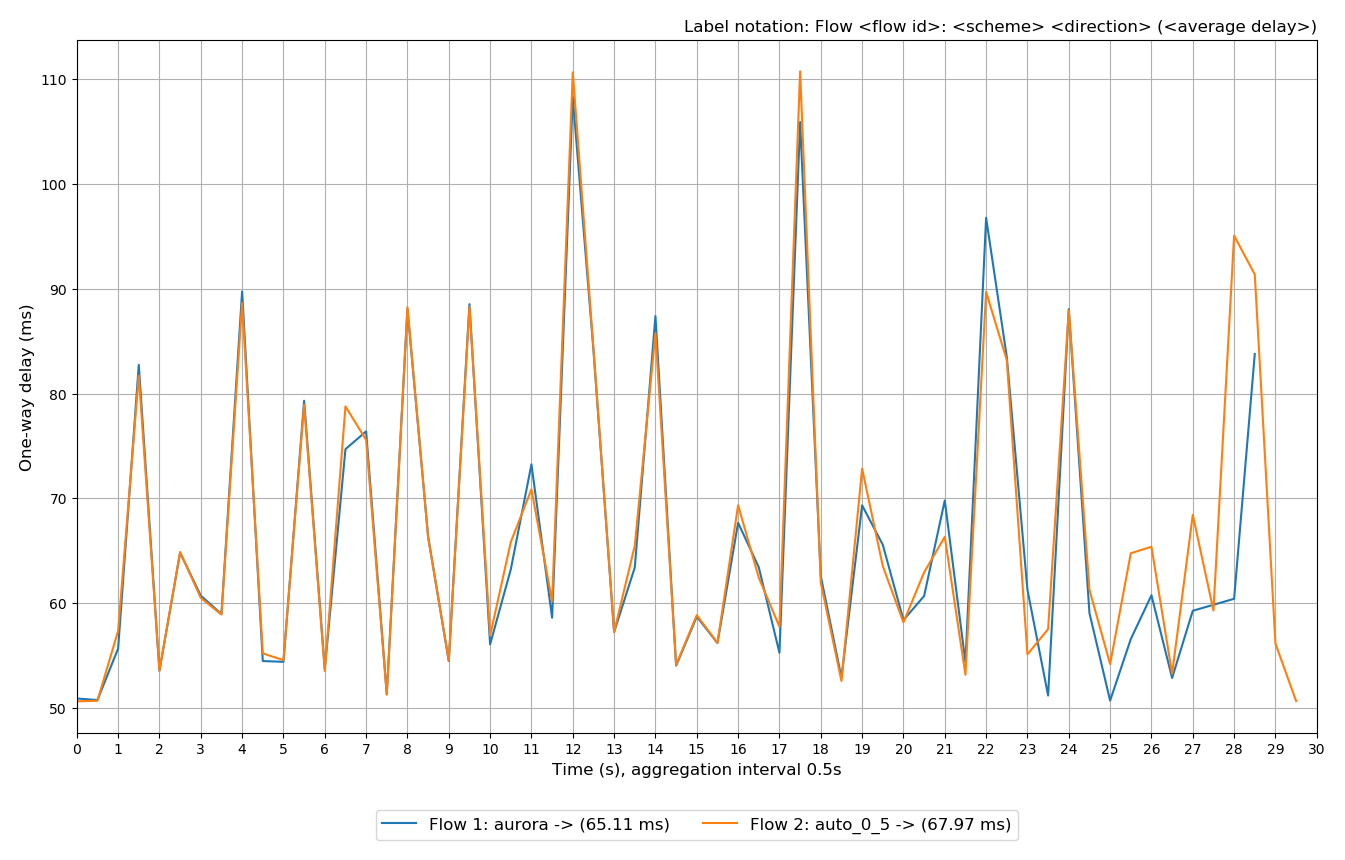 Label notation: Flow <flow id>: <scheme> <direction> (<average delay>)
110
100
90
80
70
60
50
One-way delay (ms)
0 1 2 3 4 5 6 7 8 9 10 11 12 13 14 15 16 17 18 19 20 21 22 23 24 25 26 27 28 29 30
Time (s), aggregation interval 0.5s
Flow 1: aurora -> (65.11 ms) Flow 2: auto_0_5 -> (67.97 ms)